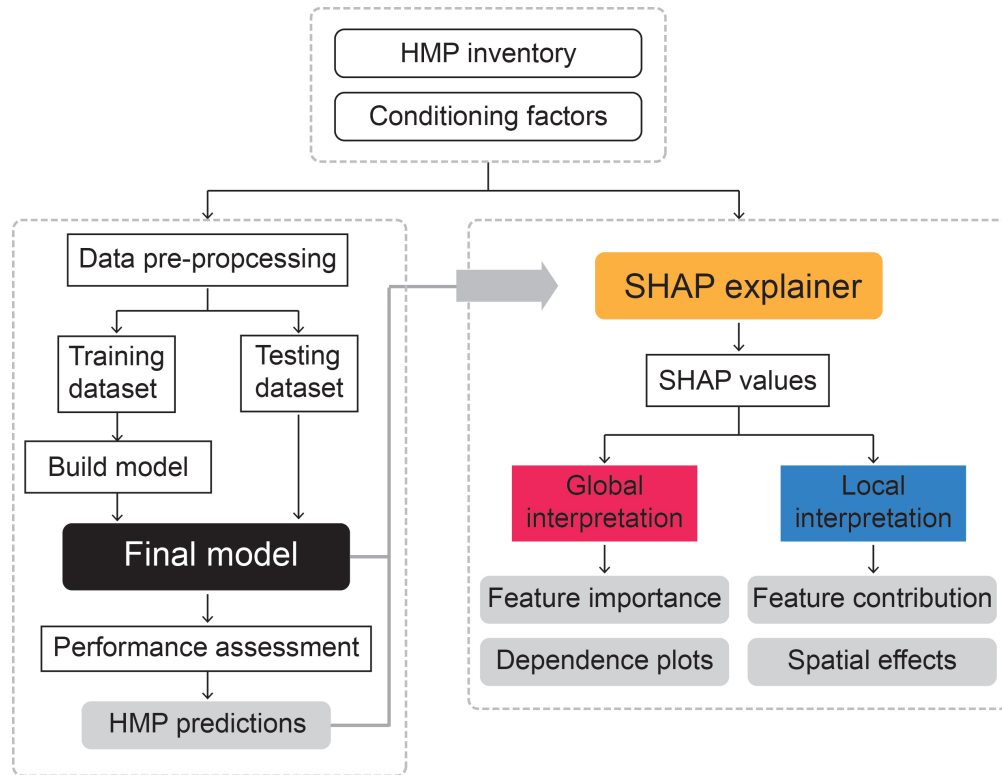 HMP inventory
Conditioning factors
Data pre-propcessing
Training
dataset
Testing
dataset
Build model
Final model
Performance assessment
HMP predictions
SHAP explainer
SHAP values
Global
interpretation
Local
interpretation
Feature importance
Feature contribution
Dependence plots
Spatial effects